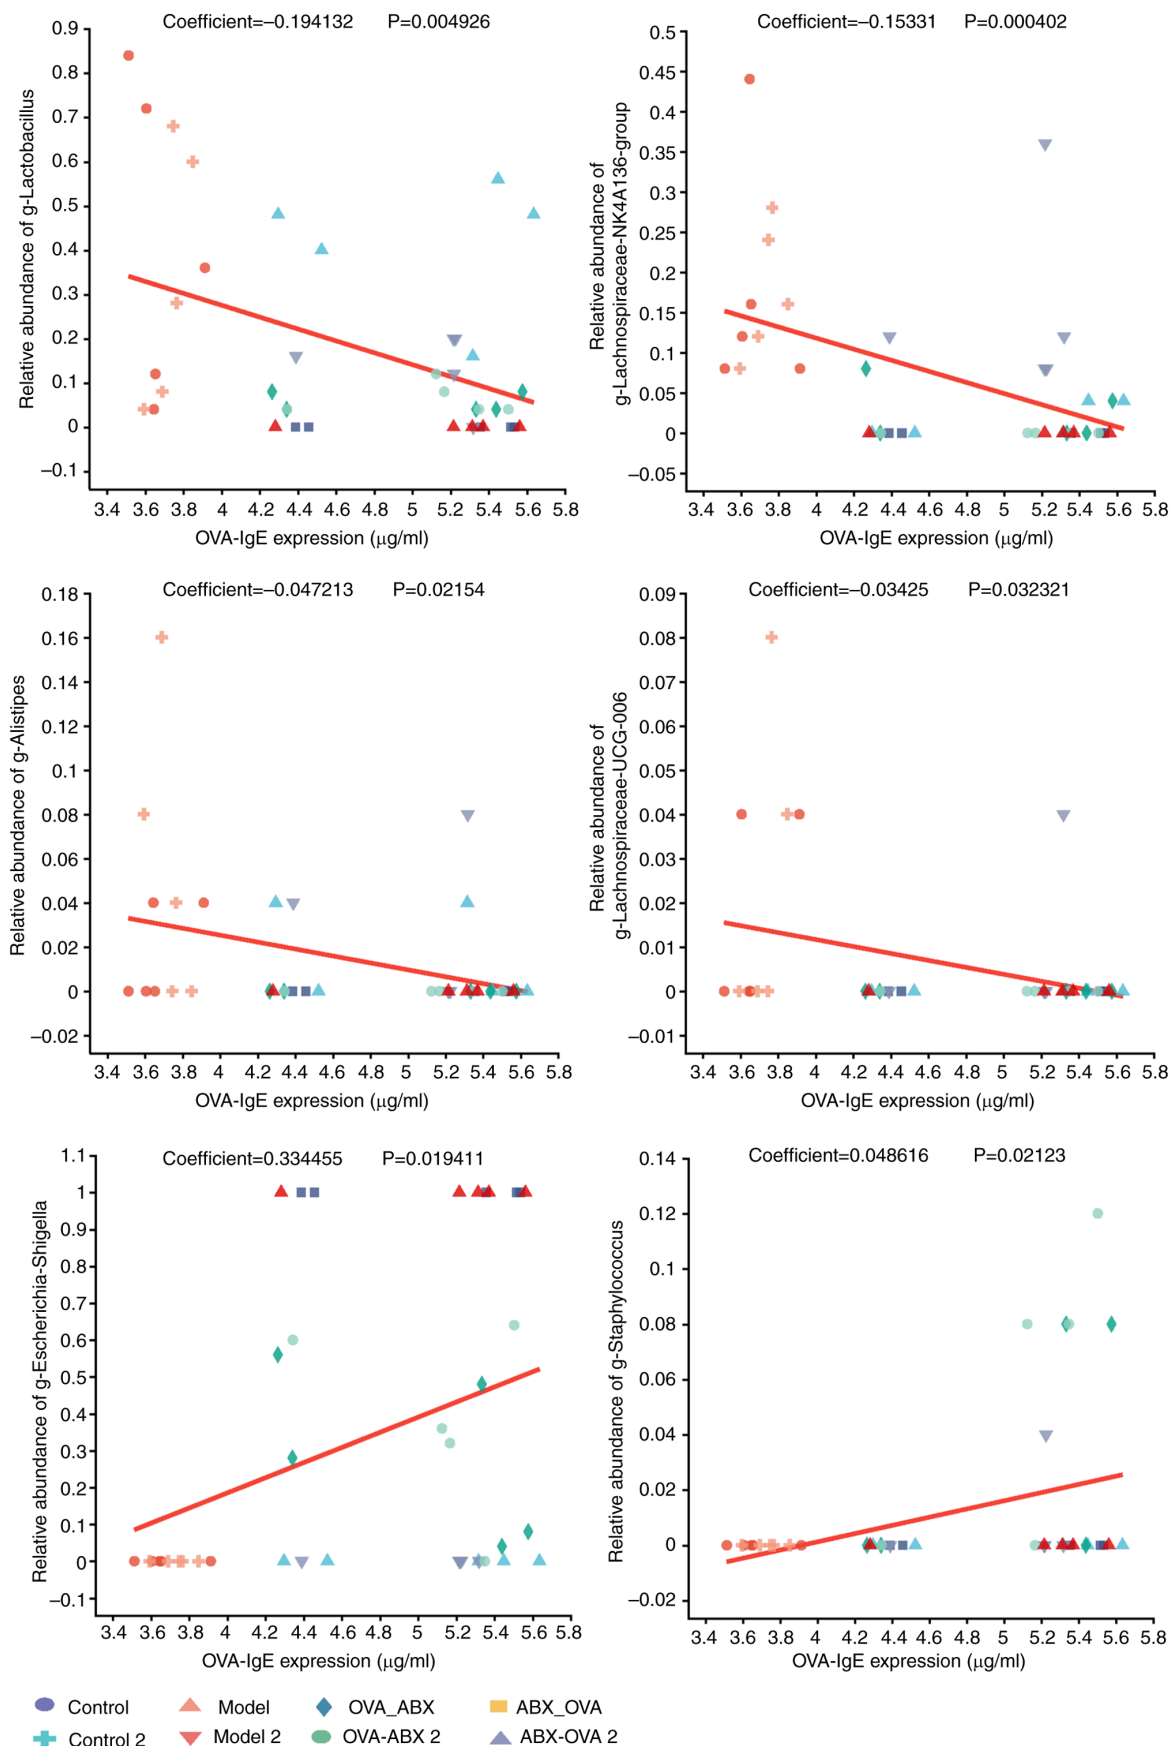 Coefficient=–0.194132 P=0.004926
0.9
0.8
0.7
0.6
0.5
0.4
0.3
0.2
0.1
0
–0.1
Relative abundance of g-Lactobacillus
3.4 3.6 3.8 4 4.2 4.4 4.6 4.8 5 5.2 5.4 5.6 5.8
OVA-IgE expression (μg/ml)
Coefficient=–0.15331 P=0.000402
0.5
0.45
0.4
0.35
0.3
0.25
0.2
0.15
0.1
0.05
0
–0.05
Relative abundance of
g-Lachnospiraceae-NK4A136-group
3.4 3.6 3.8 4 4.2 4.4 4.6 4.8 5 5.2 5.4 5.6 5.8
OVA-IgE expression (μg/ml)
Coefficient=–0.047213 P=0.02154
0.18
0.16
0.14
0.12
0.1
0.08
0.06
0.04
0.02
0
–0.02
Relative abundance of g-Alistipes
3.4 3.6 3.8 4 4.2 4.4 4.6 4.8 5 5.2 5.4 5.6 5.8
OVA-IgE expression (μg/ml)
Coefficient=–0.03425 P=0.032321
0.09
0.08
0.07
0.06
0.05
0.04
0.03
0.02
0.01
0
–0.01
Relative abundance of
g-Lachnospiraceae-UCG-006
3.4 3.6 3.8 4 4.2 4.4 4.6 4.8 5 5.2 5.4 5.6 5.8
OVA-IgE expression (μg/ml)
Coefficient=0.334455 P=0.019411
1.1
1
0.9
0.8
0.7
0.6
0.5
0.4
0.3
0.2
0.1
0
–0.1
Relative abundance of g-Escherichia-Shigella
3.4 3.6 3.8 4 4.2 4.4 4.6 4.8 5 5.2 5.4 5.6 5.8
OVA-IgE expression (μg/ml)
Coefficient=0.048616 P=0.02123
0.14
0.12
0.1
0.08
0.06
0.04
0.02
0
–0.02
Relative abundance of g-Staphylococcus
3.4 3.6 3.8 4 4.2 4.4 4.6 4.8 5 5.2 5.4 5.6 5.8
OVA-IgE expression (μg/ml)
Control Model OVA_ABX ABX_OVA
Control 2 Model 2 OVA-ABX 2 ABX-OVA 2